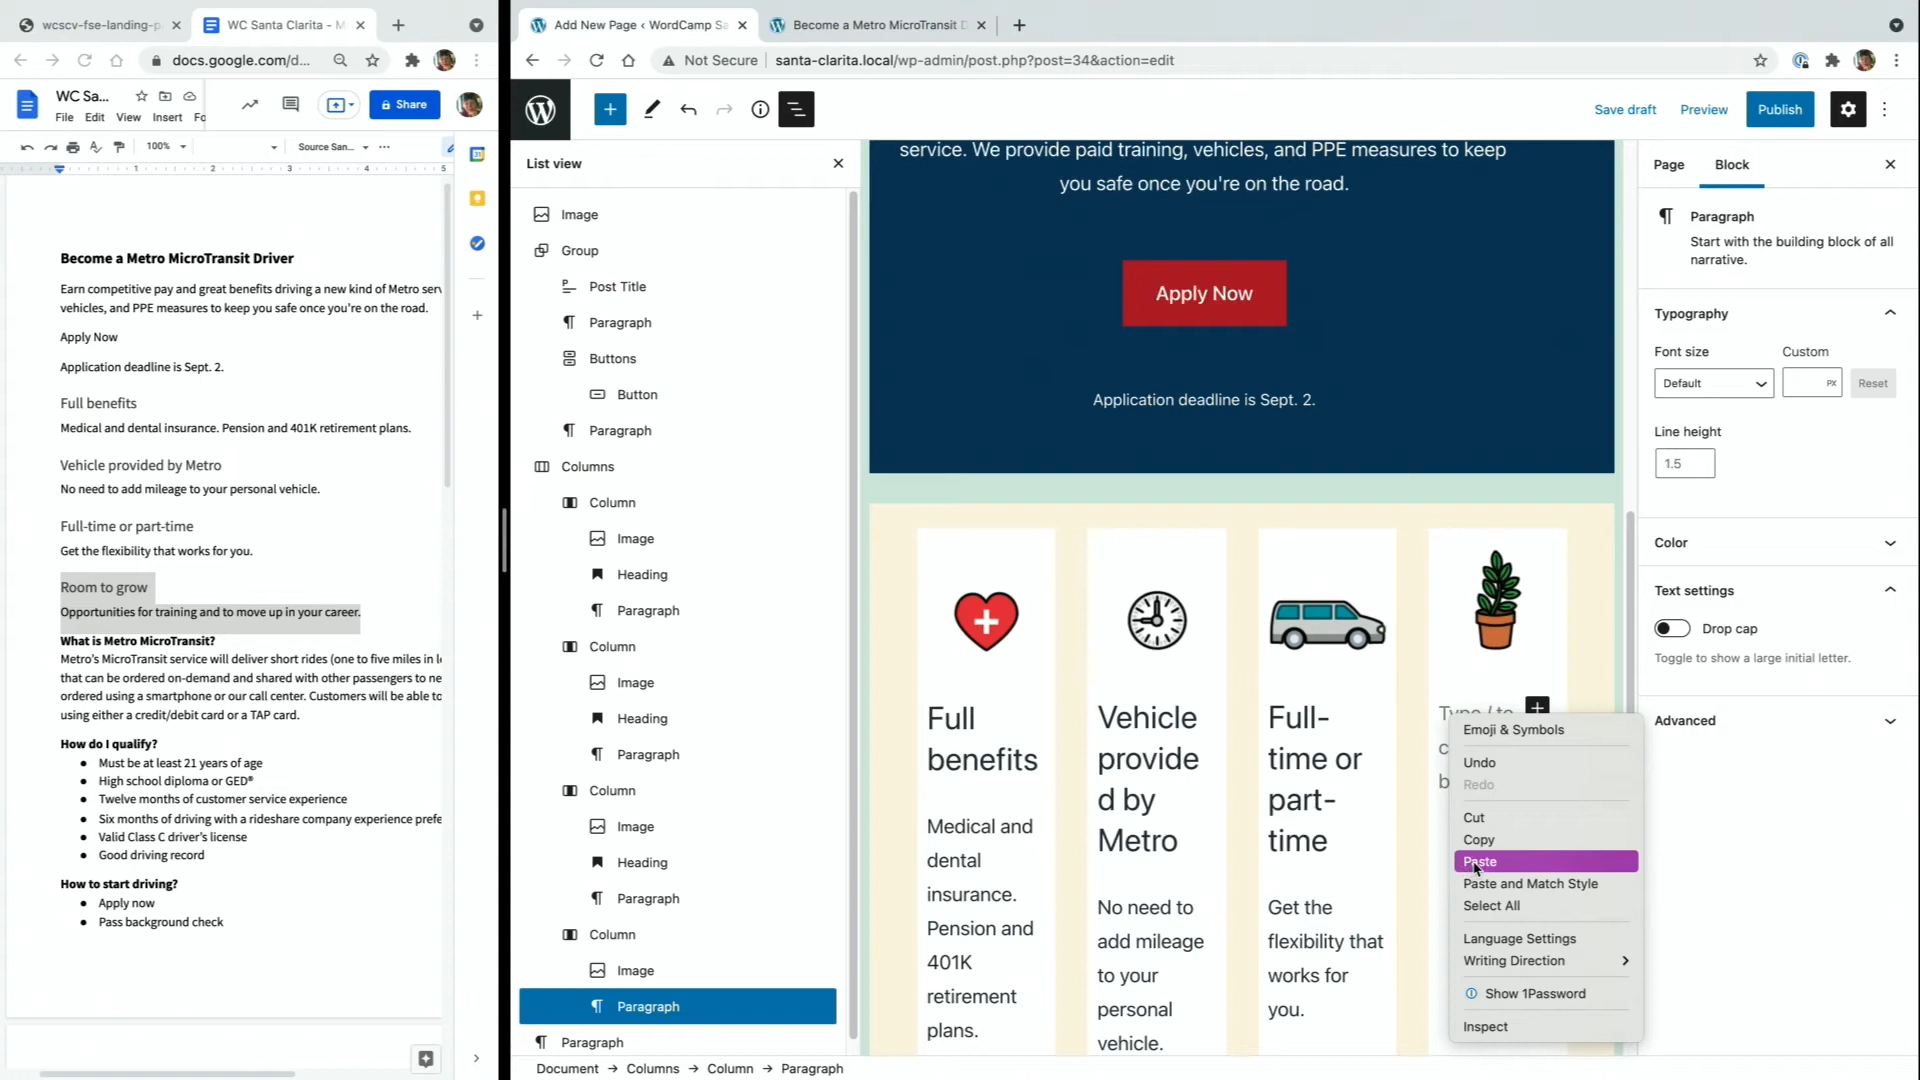 wcscv-fse-landing-p
WC Santa Clarita - M
Add New Page ‹ WordCamp Sa
Become a Metro MicroTransit D
docs.google.com/d...
Not Secure
santa-clarita.local/wp-admin/post.php?post=34&action=edit
WC Sa...
File Edit View Insert Fo
Share
Save draft
Preview
Publish
100%
Source San...
1 2 3 4 5
Become a Metro MicroTransit Driver
Earn competitive pay and great benefits driving a new kind of Metro serv
vehicles, and PPE measures to keep you safe once you're on the road.
Apply Now
Application deadline is Sept. 2.
Full benefits
Medical and dental insurance. Pension and 401K retirement plans.
Vehicle provided by Metro
No need to add mileage to your personal vehicle.
Full-time or part-time
Get the flexibility that works for you.
Room to grow
Opportunities for training and to move up in your career.
What is Metro MicroTransit?
Metro's MicroTransit service will deliver short rides (one to five miles in le
that can be ordered on-demand and shared with other passengers to ne
ordered using a smartphone or our call center. Customers will be able to
using either a credit/debit card or a TAP card.
How do I qualify?
● Must be at least 21 years of age
● High school diploma or GED®
● Twelve months of customer service experience
● Six months of driving with a rideshare company experience prefe
● Valid Class C driver's license
● Good driving record
How to start driving?
● Apply now
● Pass background check
List view
Image
Group
Post Title
Paragraph
Buttons
Button
Paragraph
Columns
Column
Image
Heading
Paragraph
Column
Image
Heading
Paragraph
Column
Image
Heading
Paragraph
Column
Image
Paragraph
Paragraph
Document → Columns → Column → Paragraph
service. We provide paid training, vehicles, and PPE measures to keep
you safe once you're on the road.
Apply Now
Application deadline is Sept. 2.
Full
benefits
Medical and
dental
insurance.
Pension and
401K
retirement
plans.
Vehicle
provide
d by
Metro
No need to
add mileage
to your
personal
vehicle.
Full-
time or
part-
time
Get the
flexibility that
works for
you.
Type / to
c
b
Emoji & Symbols
Undo
Redo
Cut
Copy
Paste
Paste and Match Style
Select All
Language Settings
Writing Direction
Show 1Password
Inspect
Page
Block
Paragraph
Start with the building block of all
narrative.
Typography
Font size
Custom
Default
PX
Reset
Line height
1.5
Color
Text settings
Drop cap
Toggle to show a large initial letter.
Advanced